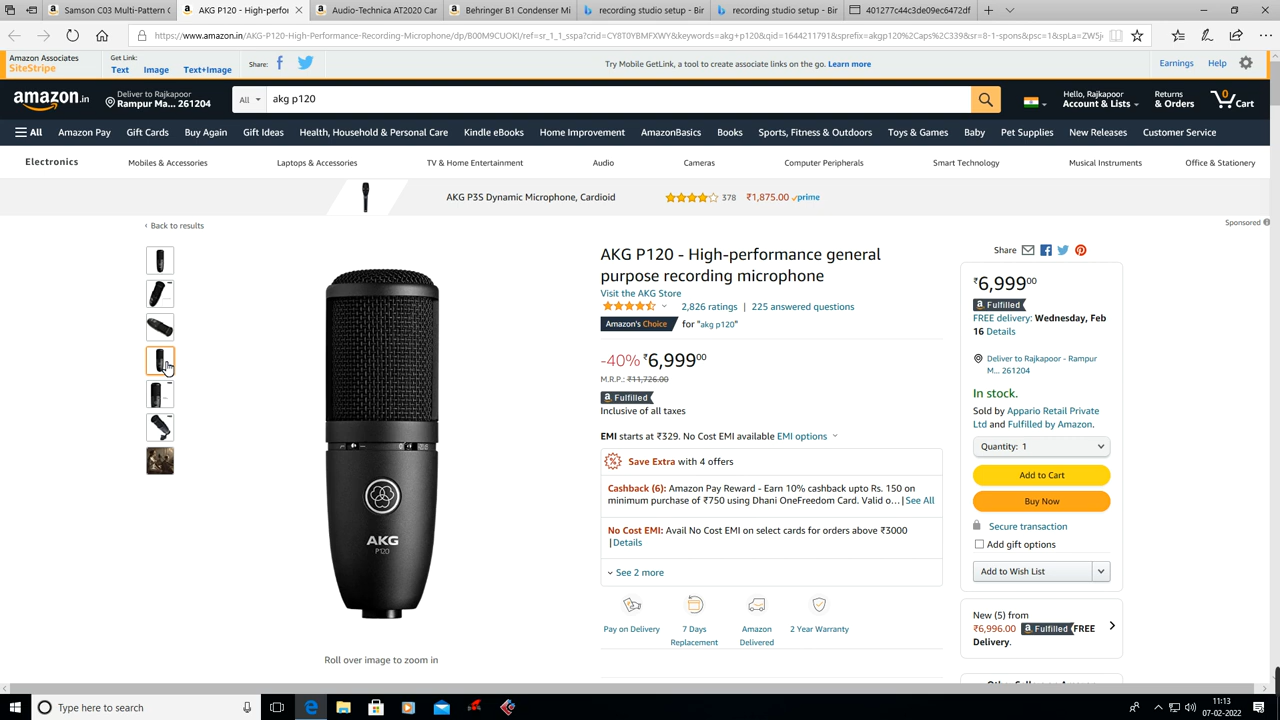 Samson C03 Multi-Pattern C
AKG P120 - High-perfor
Audio-Technica AT2020 Car
Behringer B1 Condenser Mi
recording studio setup - Bir
recording studio setup - Bir
401277c44c3de09ec6472df
https://www.amazon.in/AKG-P120-High-Performance-Recording-Microphone/dp/B00M9CUOKI/ref=sr_1_1_sspa?crid=CY8T0YBMFXWY&keywords=akg+p120&qid=1644211791&sprefix=akgp120%2Caps%2C339&sr=8-1-spons&psc=1&spLa=ZW5j
Amazon Associates
SiteStripe
Get Link:
Text Image Text+Image
Share:
Try Mobile GetLink, a tool to create associate links on the go. Learn more
Earnings Help
amazon.in
Deliver to Rajkapoor
Rampur Ma... 261204
All
akg p120
Hello, Rajkapoor
Account & Lists
Returns
& Orders
0
Cart
All Amazon Pay Gift Cards Buy Again Gift Ideas Health, Household & Personal Care Kindle eBooks Home Improvement AmazonBasics Books Sports, Fitness & Outdoors Toys & Games Baby Pet Supplies New Releases Customer Service
Electronics Mobiles & Accessories Laptops & Accessories TV & Home Entertainment Audio Cameras Computer Peripherals Smart Technology Musical Instruments Office & Stationery
AKG P3S Dynamic Microphone, Cardioid 378 ₹1,875.00 prime
Sponsored
‹ Back to results
AKG
P120
Roll over image to zoom in
AKG P120 - High-performance general
purpose recording microphone
Visit the AKG Store
2,826 ratings | 225 answered questions
Amazon's Choice for "akg p120"
-40% ₹6,999.00
M.R.P.: ₹11,726.00
Fulfilled
Inclusive of all taxes
EMI starts at ₹329. No Cost EMI available EMI options
Save Extra with 4 offers
Cashback (6): Amazon Pay Reward - Earn 10% cashback upto Rs. 150 on
minimum purchase of ₹750 using Dhani OneFreedom Card. Valid o... | See All
No Cost EMI: Avail No Cost EMI on select cards for orders above ₹3000
| Details
See 2 more
Pay on Delivery
7 Days
Replacement
Amazon
Delivered
2 Year Warranty
Share
₹6,999.00
Fulfilled
FREE delivery: Wednesday, Feb
16 Details
Deliver to Rajkapoor - Rampur
M... 261204
In stock.
Sold by Appario Retail Private
Ltd and Fulfilled by Amazon.
Quantity: 1
Add to Cart
Buy Now
Secure transaction
Add gift options
Add to Wish List
New (5) from
₹6,996.00 Fulfilled FREE
Delivery.
Type here to search
11:13
07-02-2022